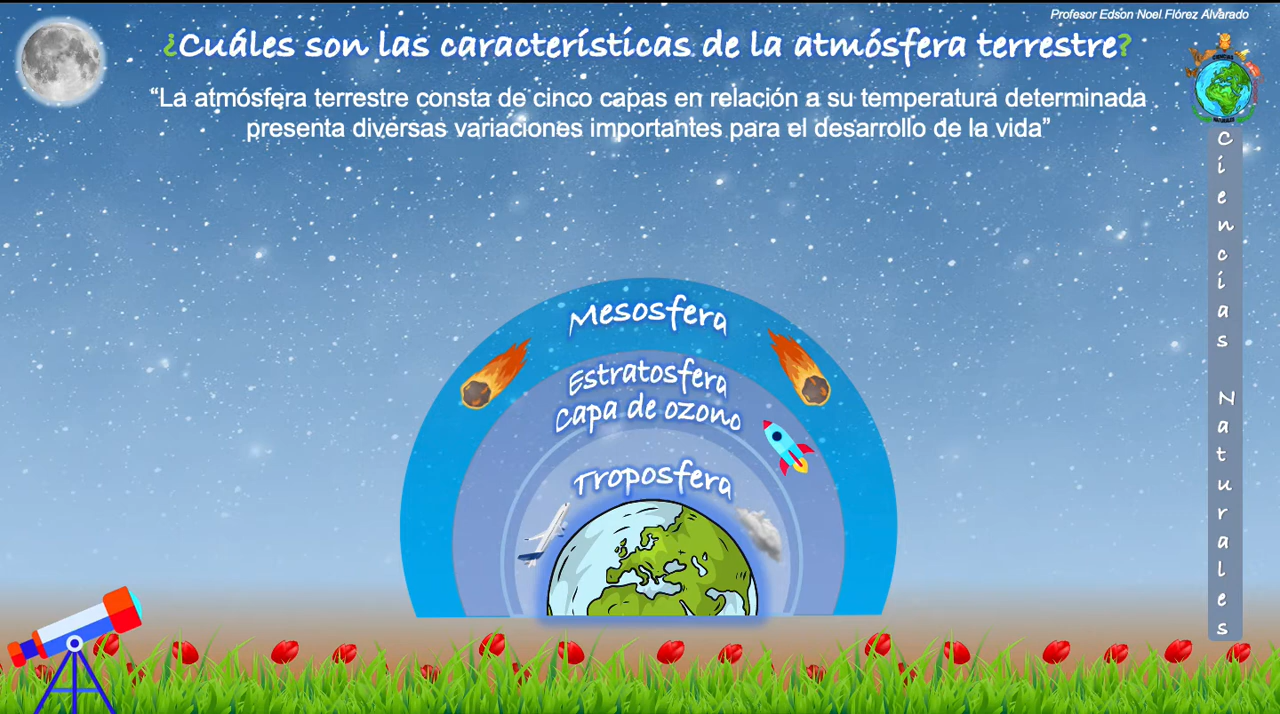 Profesor Edson Noel Flórez Alvarado
¿Cuáles son las características de la atmósfera terrestre?
“La atmósfera terrestre consta de cinco capas en relación a su temperatura determinada
presenta diversas variaciones importantes para el desarrollo de la vida”
Ciencias Naturales
Mesosfera
Estratosfera
Capa de ozono
Troposfera